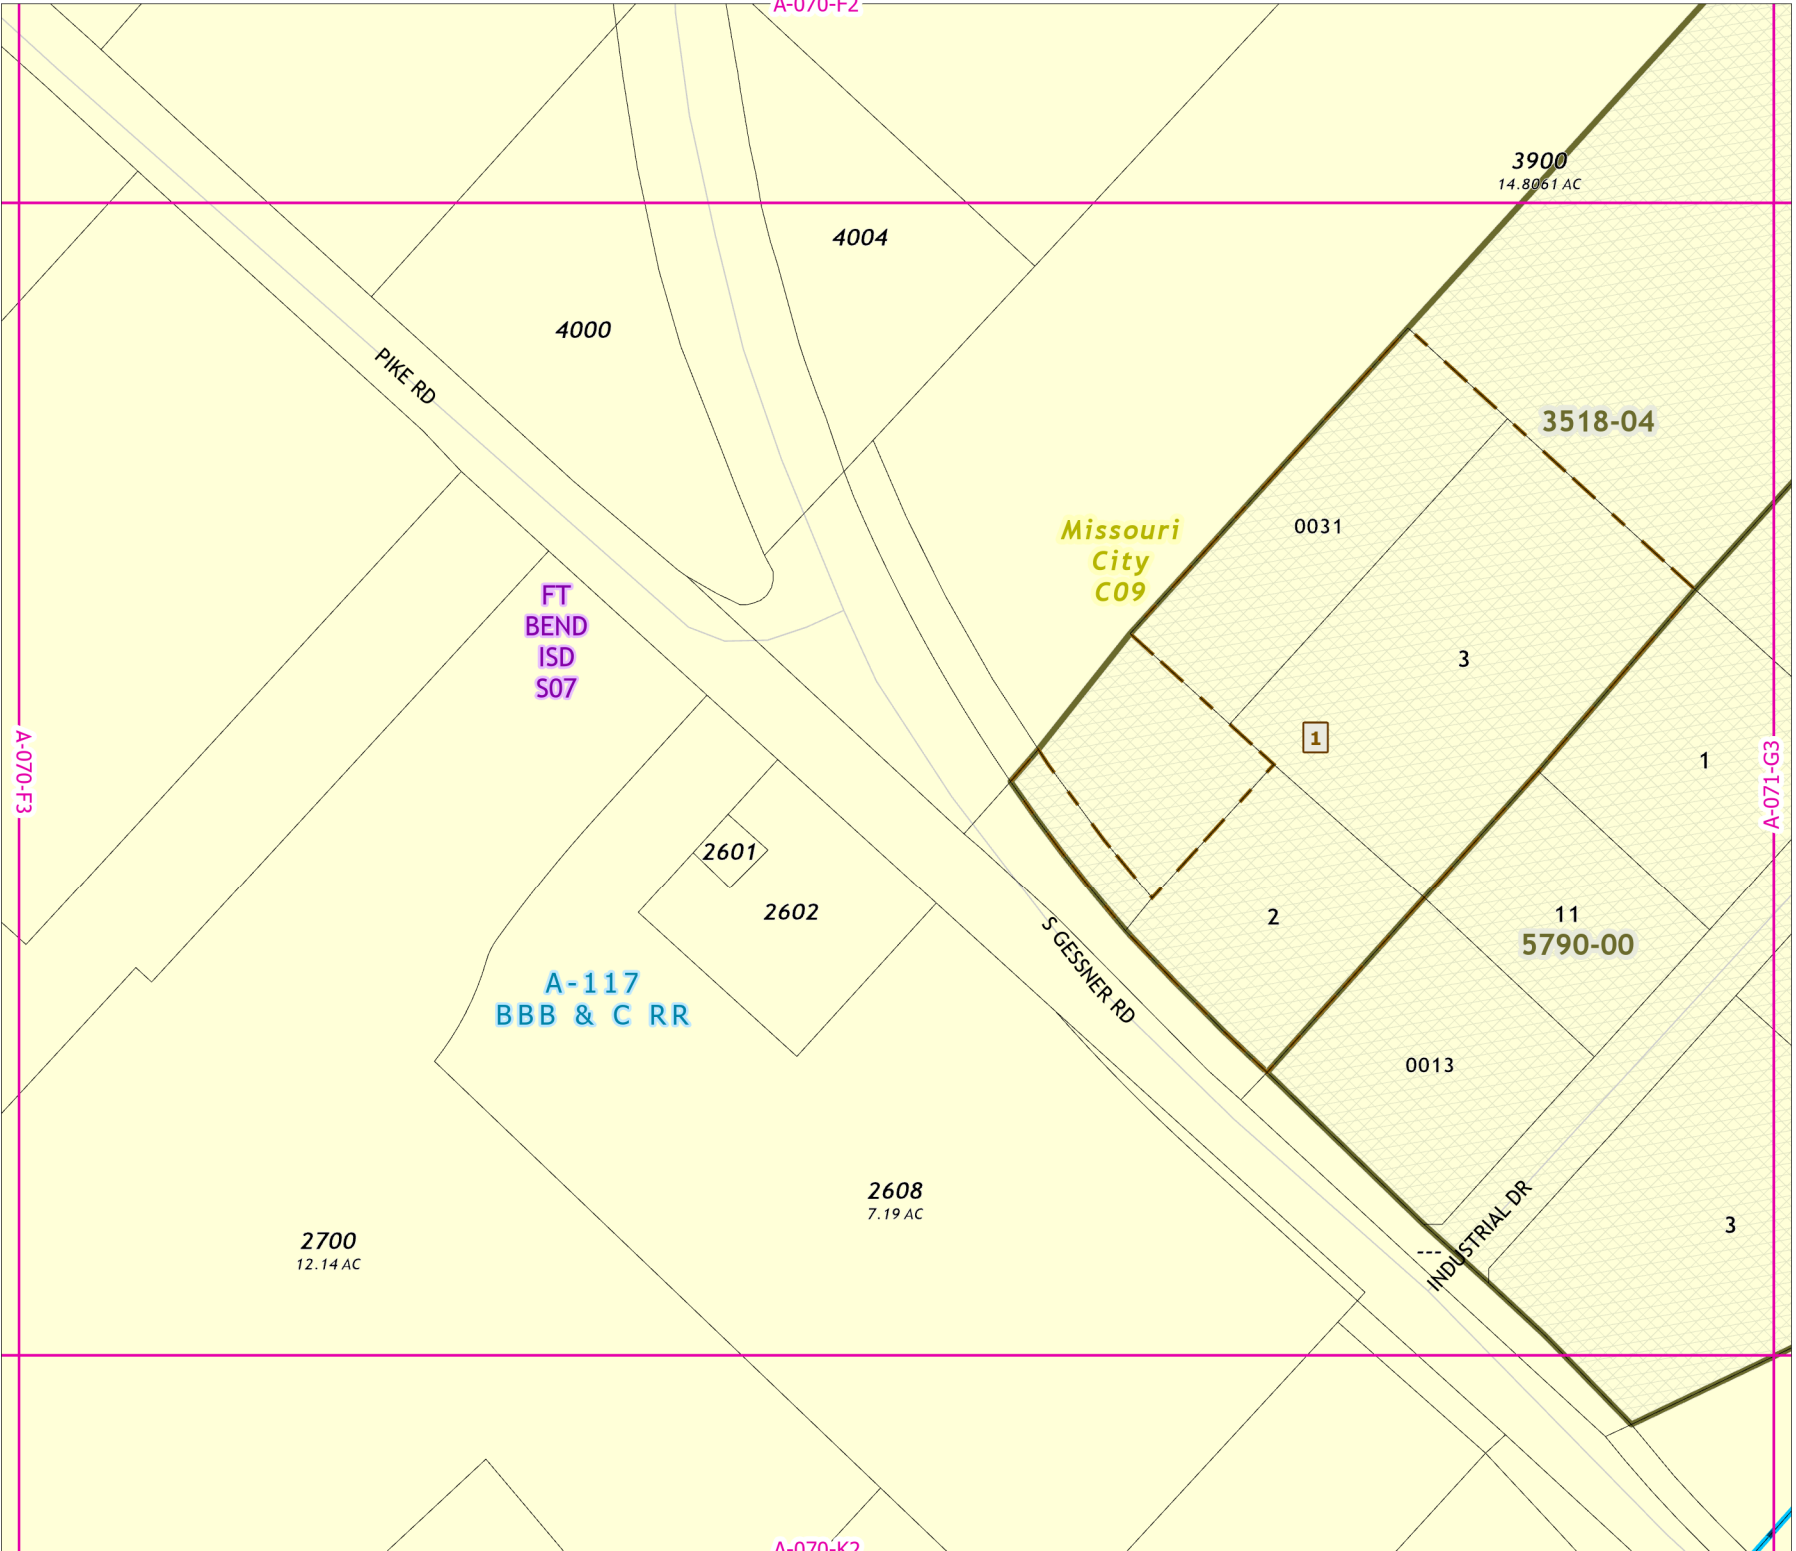 A-070-F2
3900
14.8061 AC
4004
4000
PIKE RD
3518-04
0031
Missouri
City
C09
FT
BEND
ISD
S07
3
1
1
A-070-F3
A-071-G3
2601
2602
2
11
5790-00
S GESSNER RD
A-117
BBB & C RR
0013
2608
7.19 AC
INDUSTRIAL DR
3
2700
12.14 AC
---
A-070-K2